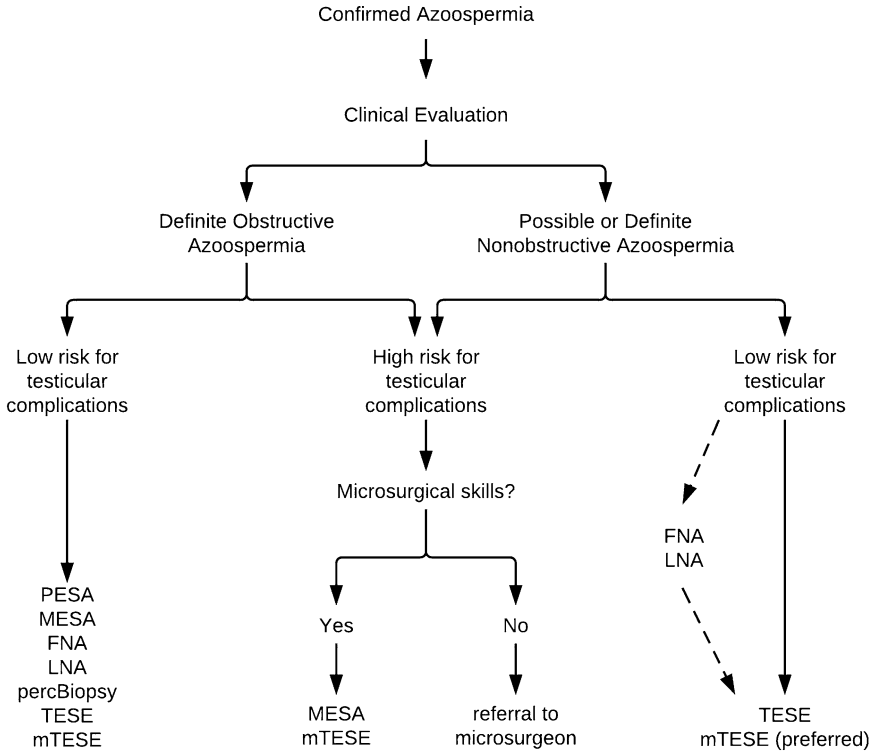 Confirmed Azoospermia
Clinical Evaluation
Definite Obstructive
Azoospermia
Possible or Definite
Nonobstructive Azoospermia
Low risk for
testicular
complications
High risk for
testicular
complications
Low risk for
testicular
complications
Microsurgical skills?
FNA
LNA
PESA
MESA
FNA
LNA
percBiopsy
TESE
mTESE
Yes
No
MESA
mTESE
referral to
microsurgeon
TESE
mTESE (preferred)